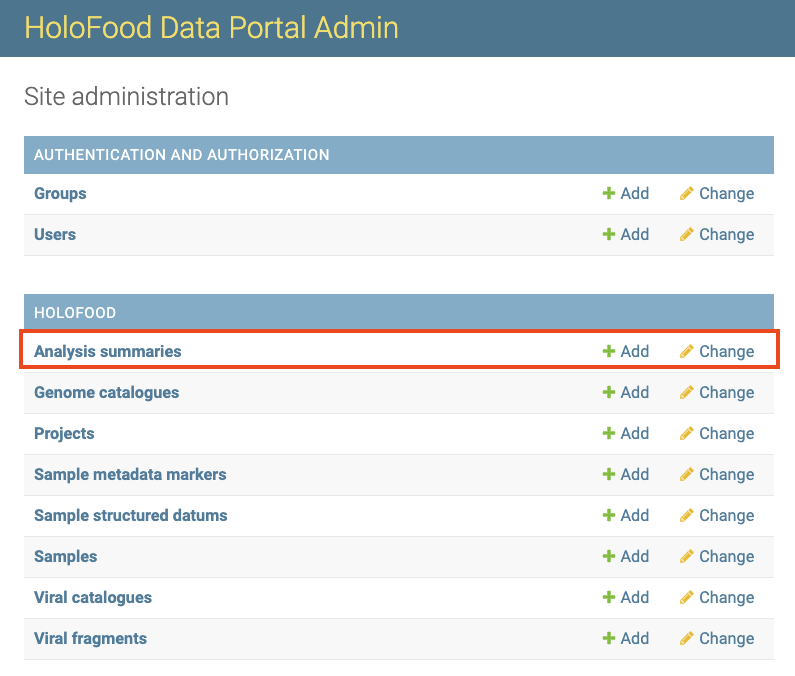 HoloFood Data Portal Admin
Site administration
AUTHENTICATION AND AUTHORIZATION
Groups Add Change
Users Add Change
HOLOFOOD
Analysis summaries Add Change
Genome catalogues Add Change
Projects Add Change
Sample metadata markers Add Change
Sample structured datums Add Change
Samples Add Change
Viral catalogues Add Change
Viral fragments Add Change